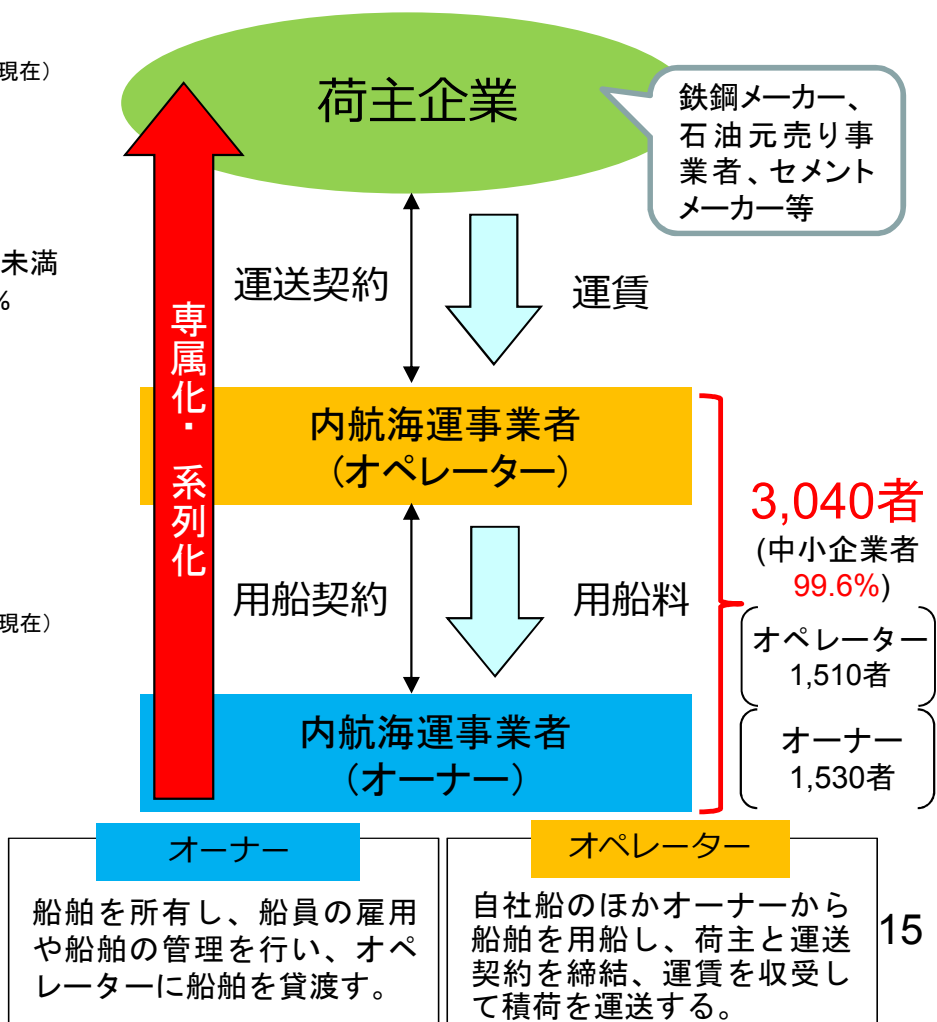 現在）
荷主企業
鉄鋼メーカー、
石油元売り事
業者、セメント
メーカー等
未満
%
運送契約
運賃
専属化・系列化
内航海運事業者
（オペレーター）
3,040者
(中小企業者
99.6%)
用船契約
用船料
現在）
オペレーター
1,510者
オーナー
1,530者
内航海運事業者
（オーナー）
オーナー
船舶を所有し、船員の雇用
や船舶の管理を行い、オペ
レーターに船舶を貸渡す。
オペレーター
自社船のほかオーナーから
船舶を用船し、荷主と運送
契約を締結、運賃を収受し
て積荷を運送する。
15